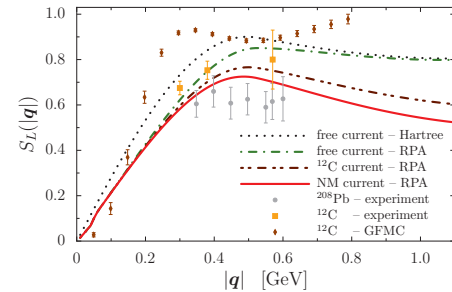 1.0
0.8
0.6
0.4
0.2
0
S_L(|q|)
free current – Hartree
free current – RPA
¹²C current – RPA
NM current – RPA
²⁰⁸Pb – experiment
¹²C – experiment
¹²C – GFMC
0 0.2 0.4 0.6 0.8 1.0
|q| [GeV]